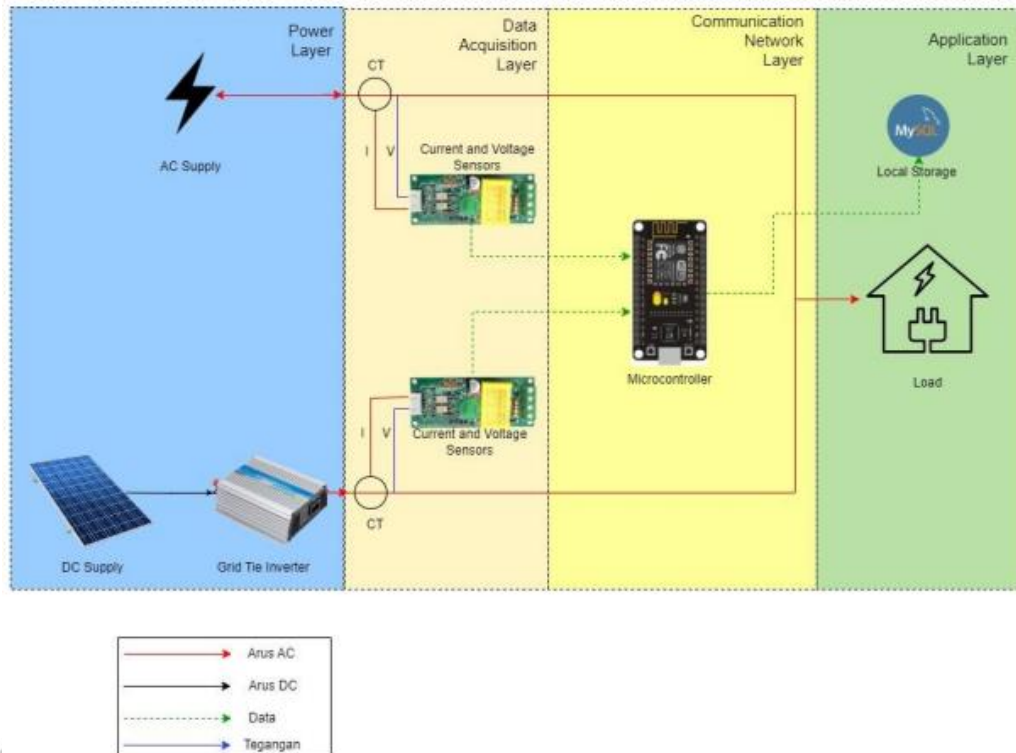 Power
Layer
Data
Acquisition
Layer
Communication
Network
Layer
Application
Layer
CT
AC Supply
I
V
Current and Voltage
Sensors
MySQL
Local Storage
Microcontroller
Load
I
V
Current and Voltage
Sensors
CT
DC Supply
Grid Tie Inverter
Arus AC
Arus DC
Data
Tegangan